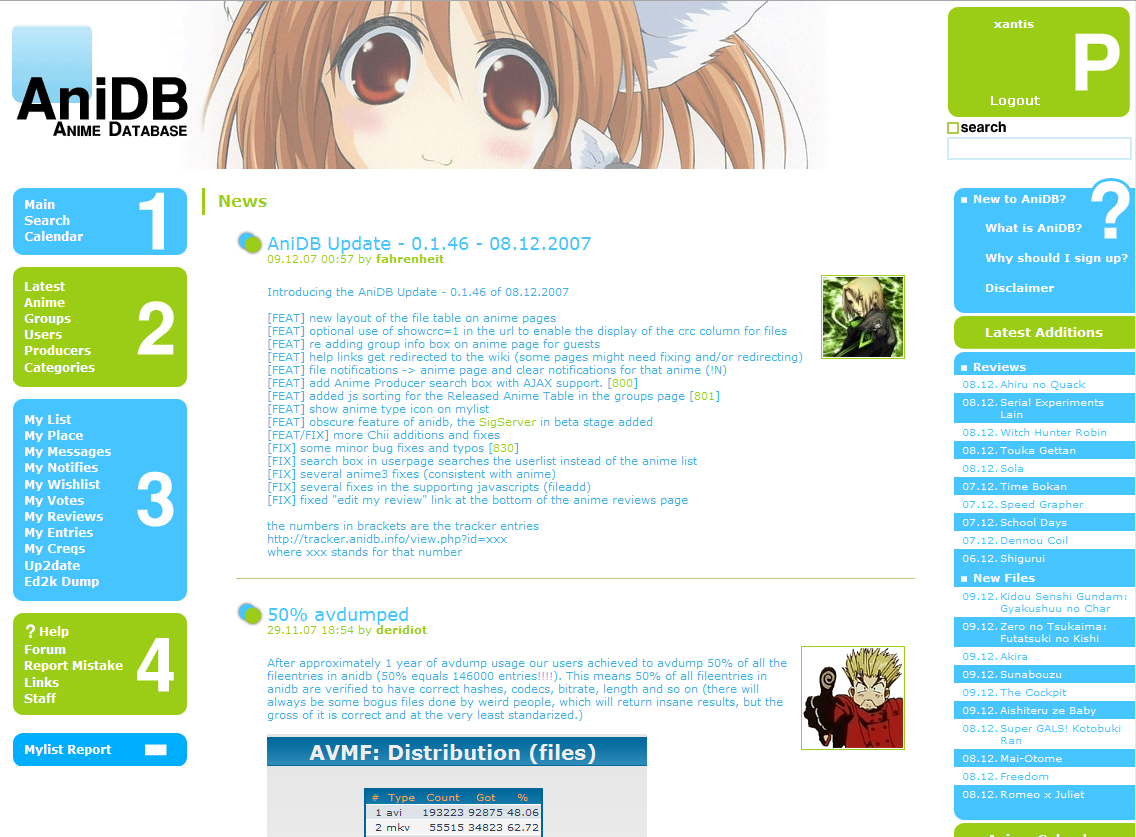 AniDB
ANIME DATABASE
xantis
P
Logout
search
Main
Search
Calendar
1
Latest
Anime
Groups
Users
Producers
Categories
2
My List
My Place
My Messages
My Notifies
My Wishlist
My Votes
My Reviews
My Entries
My Creqs
Up2date
Ed2k Dump
3
? Help
Forum
Report Mistake
Links
Staff
4
Mylist Report
News
AniDB Update - 0.1.46 - 08.12.2007
09.12.07 00:57 by fahrenheit
Introducing the AniDB Update - 0.1.46 of 08.12.2007
[FEAT] new layout of the file table on anime pages
[FEAT] optional use of showcrc=1 in the url to enable the display of the crc column for files
[FEAT] re adding group info box on anime page for guests
[FEAT] help links get redirected to the wiki (some pages might need fixing and/or redirecting)
[FEAT] file notifications -> anime page and clear notifications for that anime (!N)
[FEAT] add Anime Producer search box with AJAX support. [800]
[FEAT] added js sorting for the Released Anime Table in the groups page [801]
[FEAT] show anime type icon on mylist
[FEAT] obscure feature of anidb, the SigServer in beta stage added
[FEAT/FIX] more Chii additions and fixes
[FIX] some minor bug fixes and typos [830]
[FIX] search box in userpage searches the userlist instead of the anime list
[FIX] several anime3 fixes (consistent with anime)
[FIX] several fixes in the supporting javascripts (fileadd)
[FIX] fixed "edit my review" link at the bottom of the anime reviews page
the numbers in brackets are the tracker entries
http://tracker.anidb.info/view.php?id=xxx
where xxx stands for that number
50% avdumped
29.11.07 18:54 by deridiot
After approximately 1 year of avdump usage our users achieved to avdump 50% of all the
fileentries in anidb (50% equals 146000 entries!!!!). This means 50% of all fileentries in
anidb are verified to have correct hashes, codecs, bitrate, length and so on (there will
always be some bogus files done by weird people, which will return insane results, but the
gross of it is correct and at the very least standarized.)
AVMF: Distribution (files)
# Type Count Got %
1 avi 193223 92875 48.06
2 mkv 55515 34823 62.72
New to AniDB?
?
What is AniDB?
Why should I sign up?
Disclaimer
Latest Additions
Reviews
08.12. Ahiru no Quack
08.12. Serial Experiments
Lain
08.12. Witch Hunter Robin
08.12. Touka Gettan
08.12. Sola
07.12. Time Bokan
07.12. Speed Grapher
07.12. School Days
07.12. Dennou Coil
06.12. Shigurui
New Files
09.12. Kidou Senshi Gundam:
Gyakushuu no Char
09.12. Zero no Tsukaima:
Futatsuki no Kishi
09.12. Akira
09.12. Sunabouzu
09.12. The Cockpit
09.12. Aishiteru ze Baby
08.12. Super GALS! Kotobuki
Ran
08.12. Mai-Otome
08.12. Freedom
08.12. Romeo x Juliet